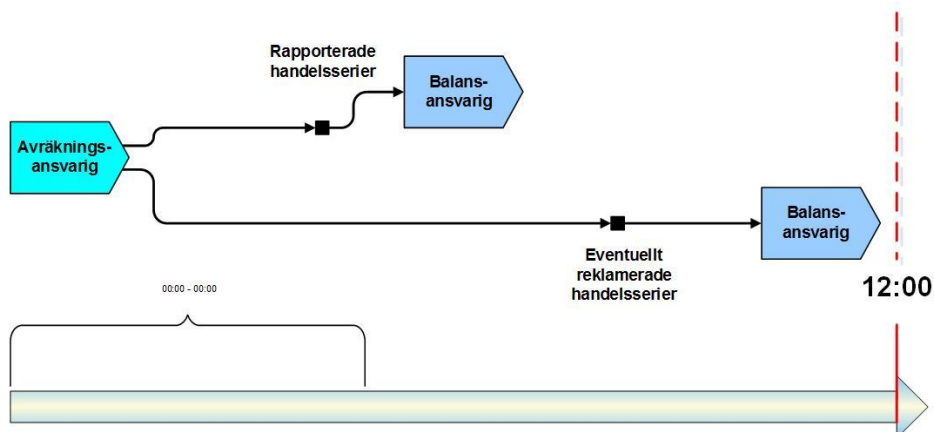 Rapporterade
handelsserier
Balans-
ansvarig
Avräknings-
ansvarig
Balans-
ansvarig
Eventuellt
reklamerade
handelsserier
00:00 - 00:00
12:00